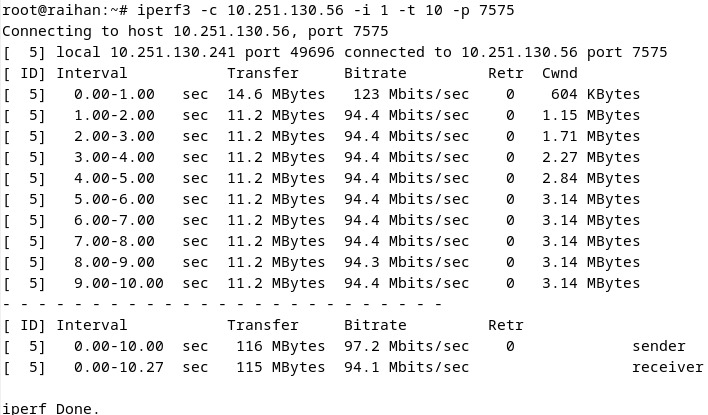 root@raihan:~# iperf3 -c 10.251.130.56 -i 1 -t 10 -p 7575
Connecting to host 10.251.130.56, port 7575
[  5] local 10.251.130.241 port 49696 connected to 10.251.130.56 port 7575
[ ID] Interval           Transfer     Bitrate         Retr  Cwnd
[  5]   0.00-1.00   sec  14.6 MBytes   123 Mbits/sec    0    604 KBytes
[  5]   1.00-2.00   sec  11.2 MBytes  94.4 Mbits/sec    0   1.15 MBytes
[  5]   2.00-3.00   sec  11.2 MBytes  94.4 Mbits/sec    0   1.71 MBytes
[  5]   3.00-4.00   sec  11.2 MBytes  94.4 Mbits/sec    0   2.27 MBytes
[  5]   4.00-5.00   sec  11.2 MBytes  94.4 Mbits/sec    0   2.84 MBytes
[  5]   5.00-6.00   sec  11.2 MBytes  94.4 Mbits/sec    0   3.14 MBytes
[  5]   6.00-7.00   sec  11.2 MBytes  94.4 Mbits/sec    0   3.14 MBytes
[  5]   7.00-8.00   sec  11.2 MBytes  94.4 Mbits/sec    0   3.14 MBytes
[  5]   8.00-9.00   sec  11.2 MBytes  94.3 Mbits/sec    0   3.14 MBytes
[  5]   9.00-10.00  sec  11.2 MBytes  94.4 Mbits/sec    0   3.14 MBytes
- - - - - - - - - - - - - - - - - - - - - - - - -
[ ID] Interval           Transfer     Bitrate         Retr
[  5]   0.00-10.00  sec   116 MBytes  97.2 Mbits/sec    0             sender
[  5]   0.00-10.27  sec   115 MBytes  94.1 Mbits/sec                  receiver
iperf Done.